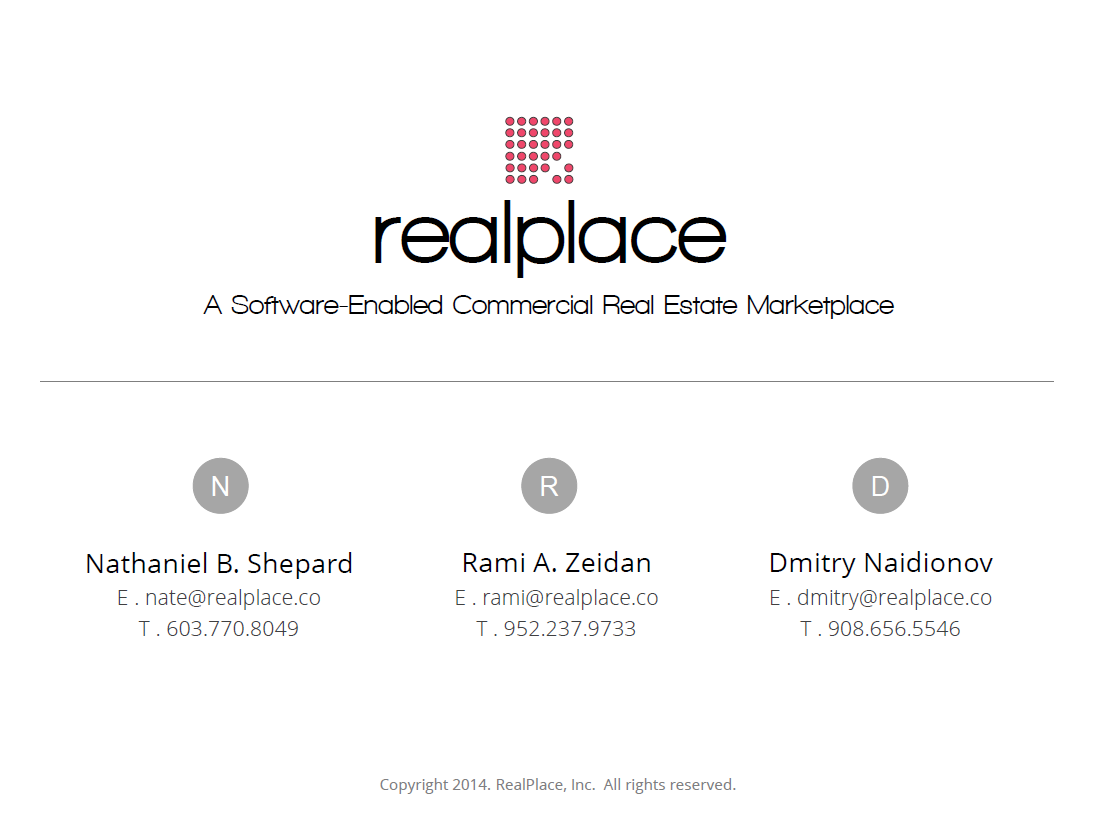 realplace
A Software-Enabled Commercial Real Estate Marketplace
N R D
Nathaniel B. Shepard
E . nate@realplace.co
T . 603.770.8049
Rami A. Zeidan
E . rami@realplace.co
T . 952.237.9733
Dmitry Naidionov
E . dmitry@realplace.co
T . 908.656.5546
Copyright 2014. RealPlace, Inc.  All rights reserved.